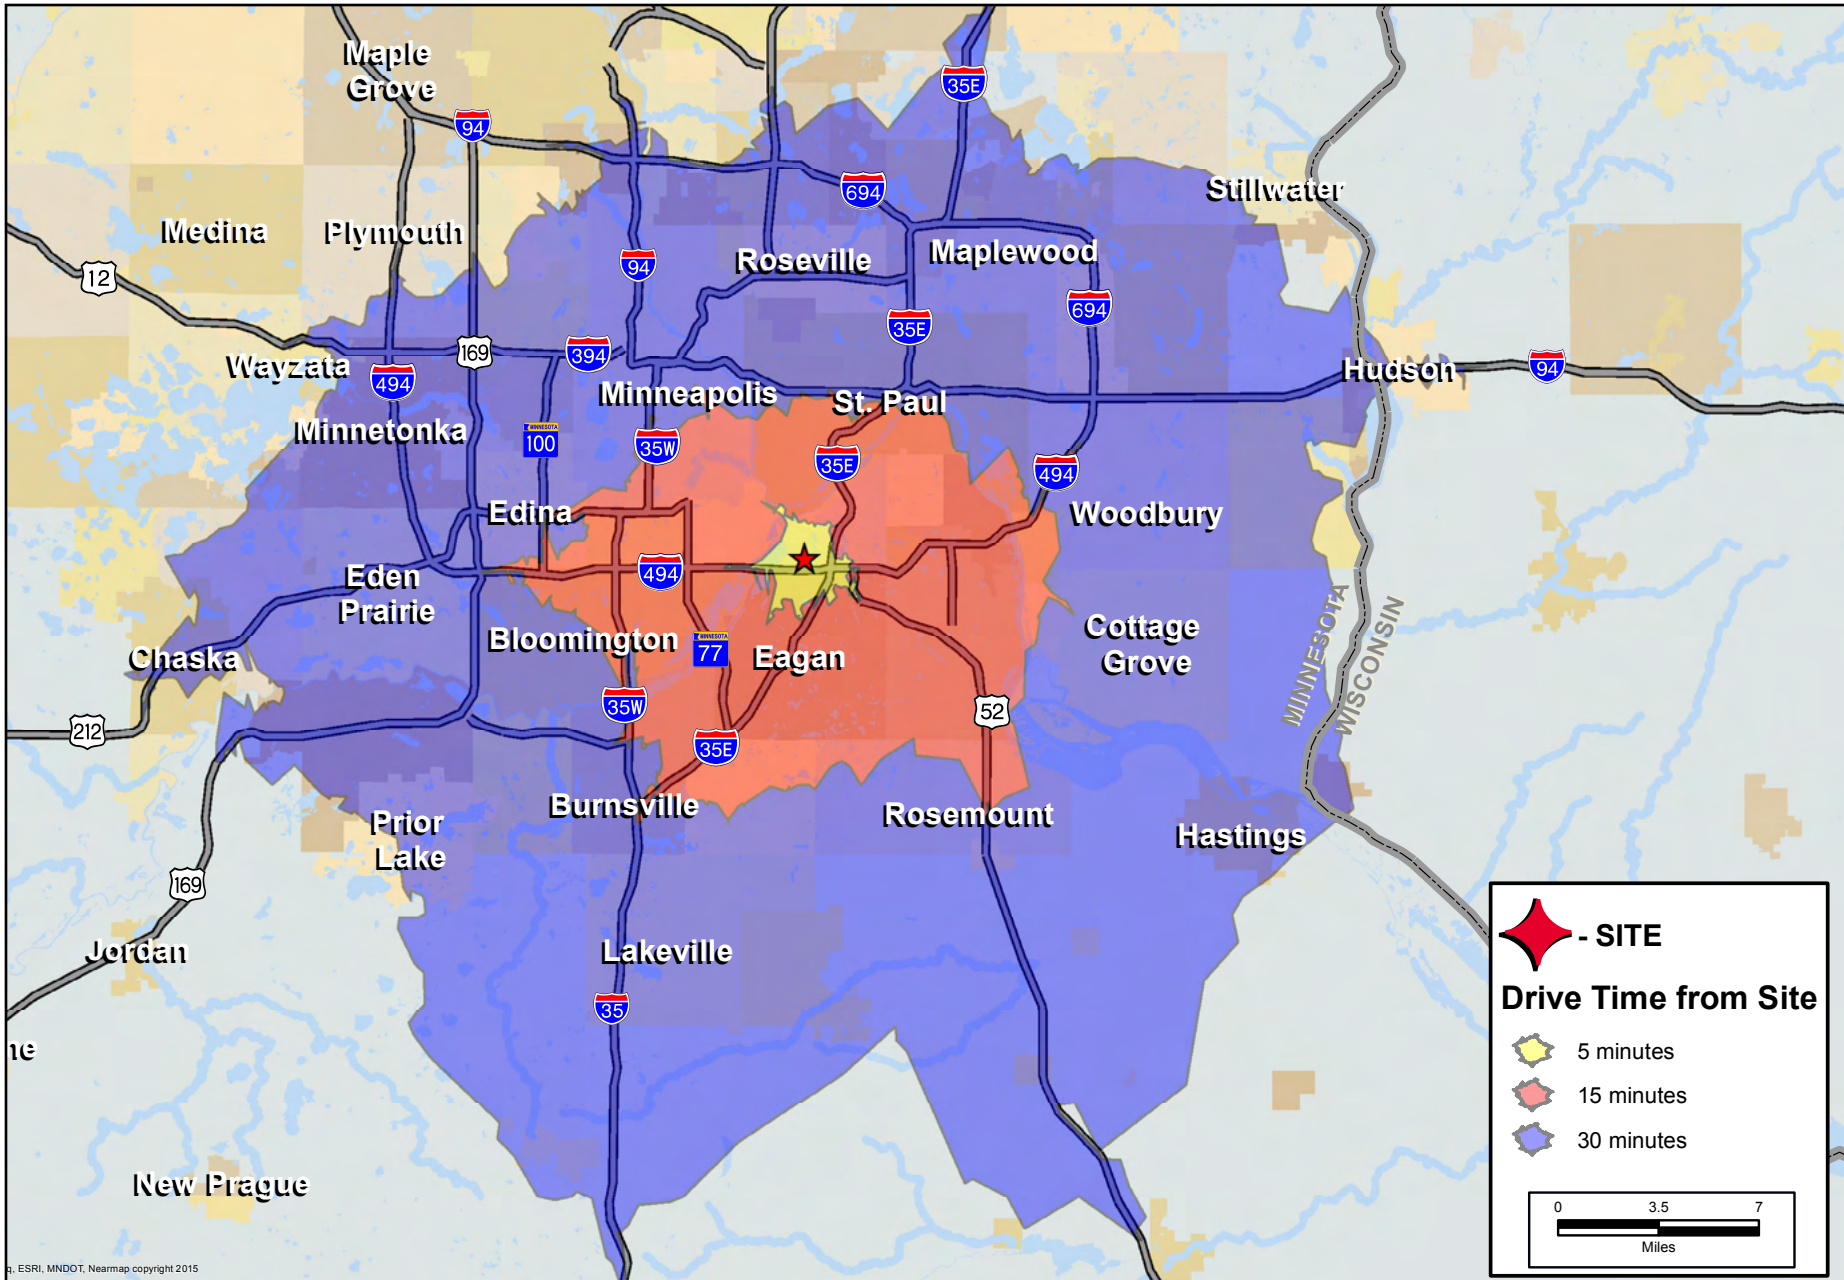 Maple
Grove
35E
94
694
Stillwater
Medina
Plymouth
Roseville
Maplewood
12
94
694
35E
169
394
Wayzata
494
Hudson
94
Minneapolis
St. Paul
Minnetonka
MINNESOTA
100
35W
35E
494
Edina
Woodbury
Eden
Prairie
494
MINNESOTA
WISCONSIN
Bloomington
MINNESOTA
77
Eagan
Cottage
Grove
Chaska
35W
52
212
35E
Burnsville
Rosemount
Prior
Lake
Hastings
169
Jordan
Lakeville
35
New Prague
- SITE
Drive Time from Site
5 minutes
15 minutes
30 minutes
0 3.5 7
Miles
ESRI, MNDOT, Nearmap copyright 2015